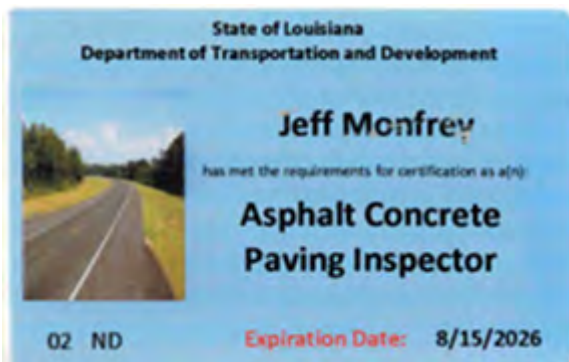 State of Louisiana
Department of Transportation and Development
Jeff Monfrey
has met the requirements for certification as a(n):
Asphalt Concrete
Paving Inspector
02 ND
Expiration Date: 8/15/2026